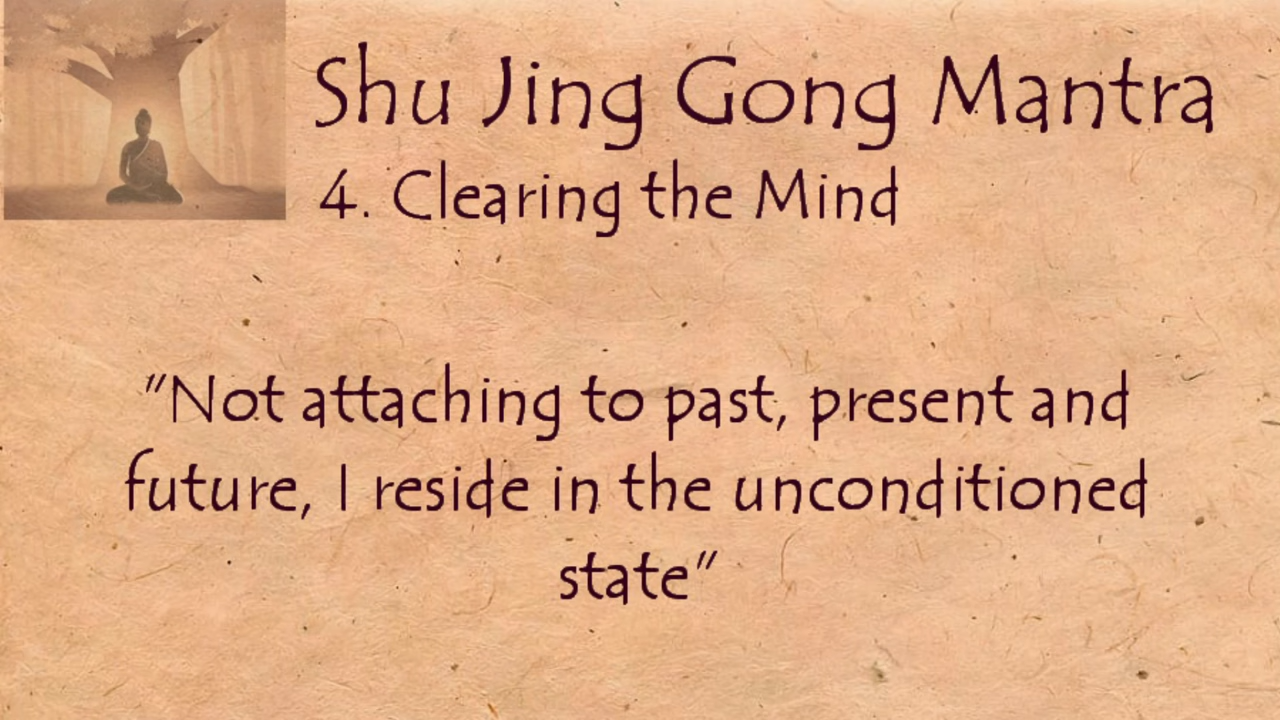 Shu Jing Gong Mantra
4. Clearing the Mind
"Not attaching to past, present and
future, I reside in the unconditioned
state"